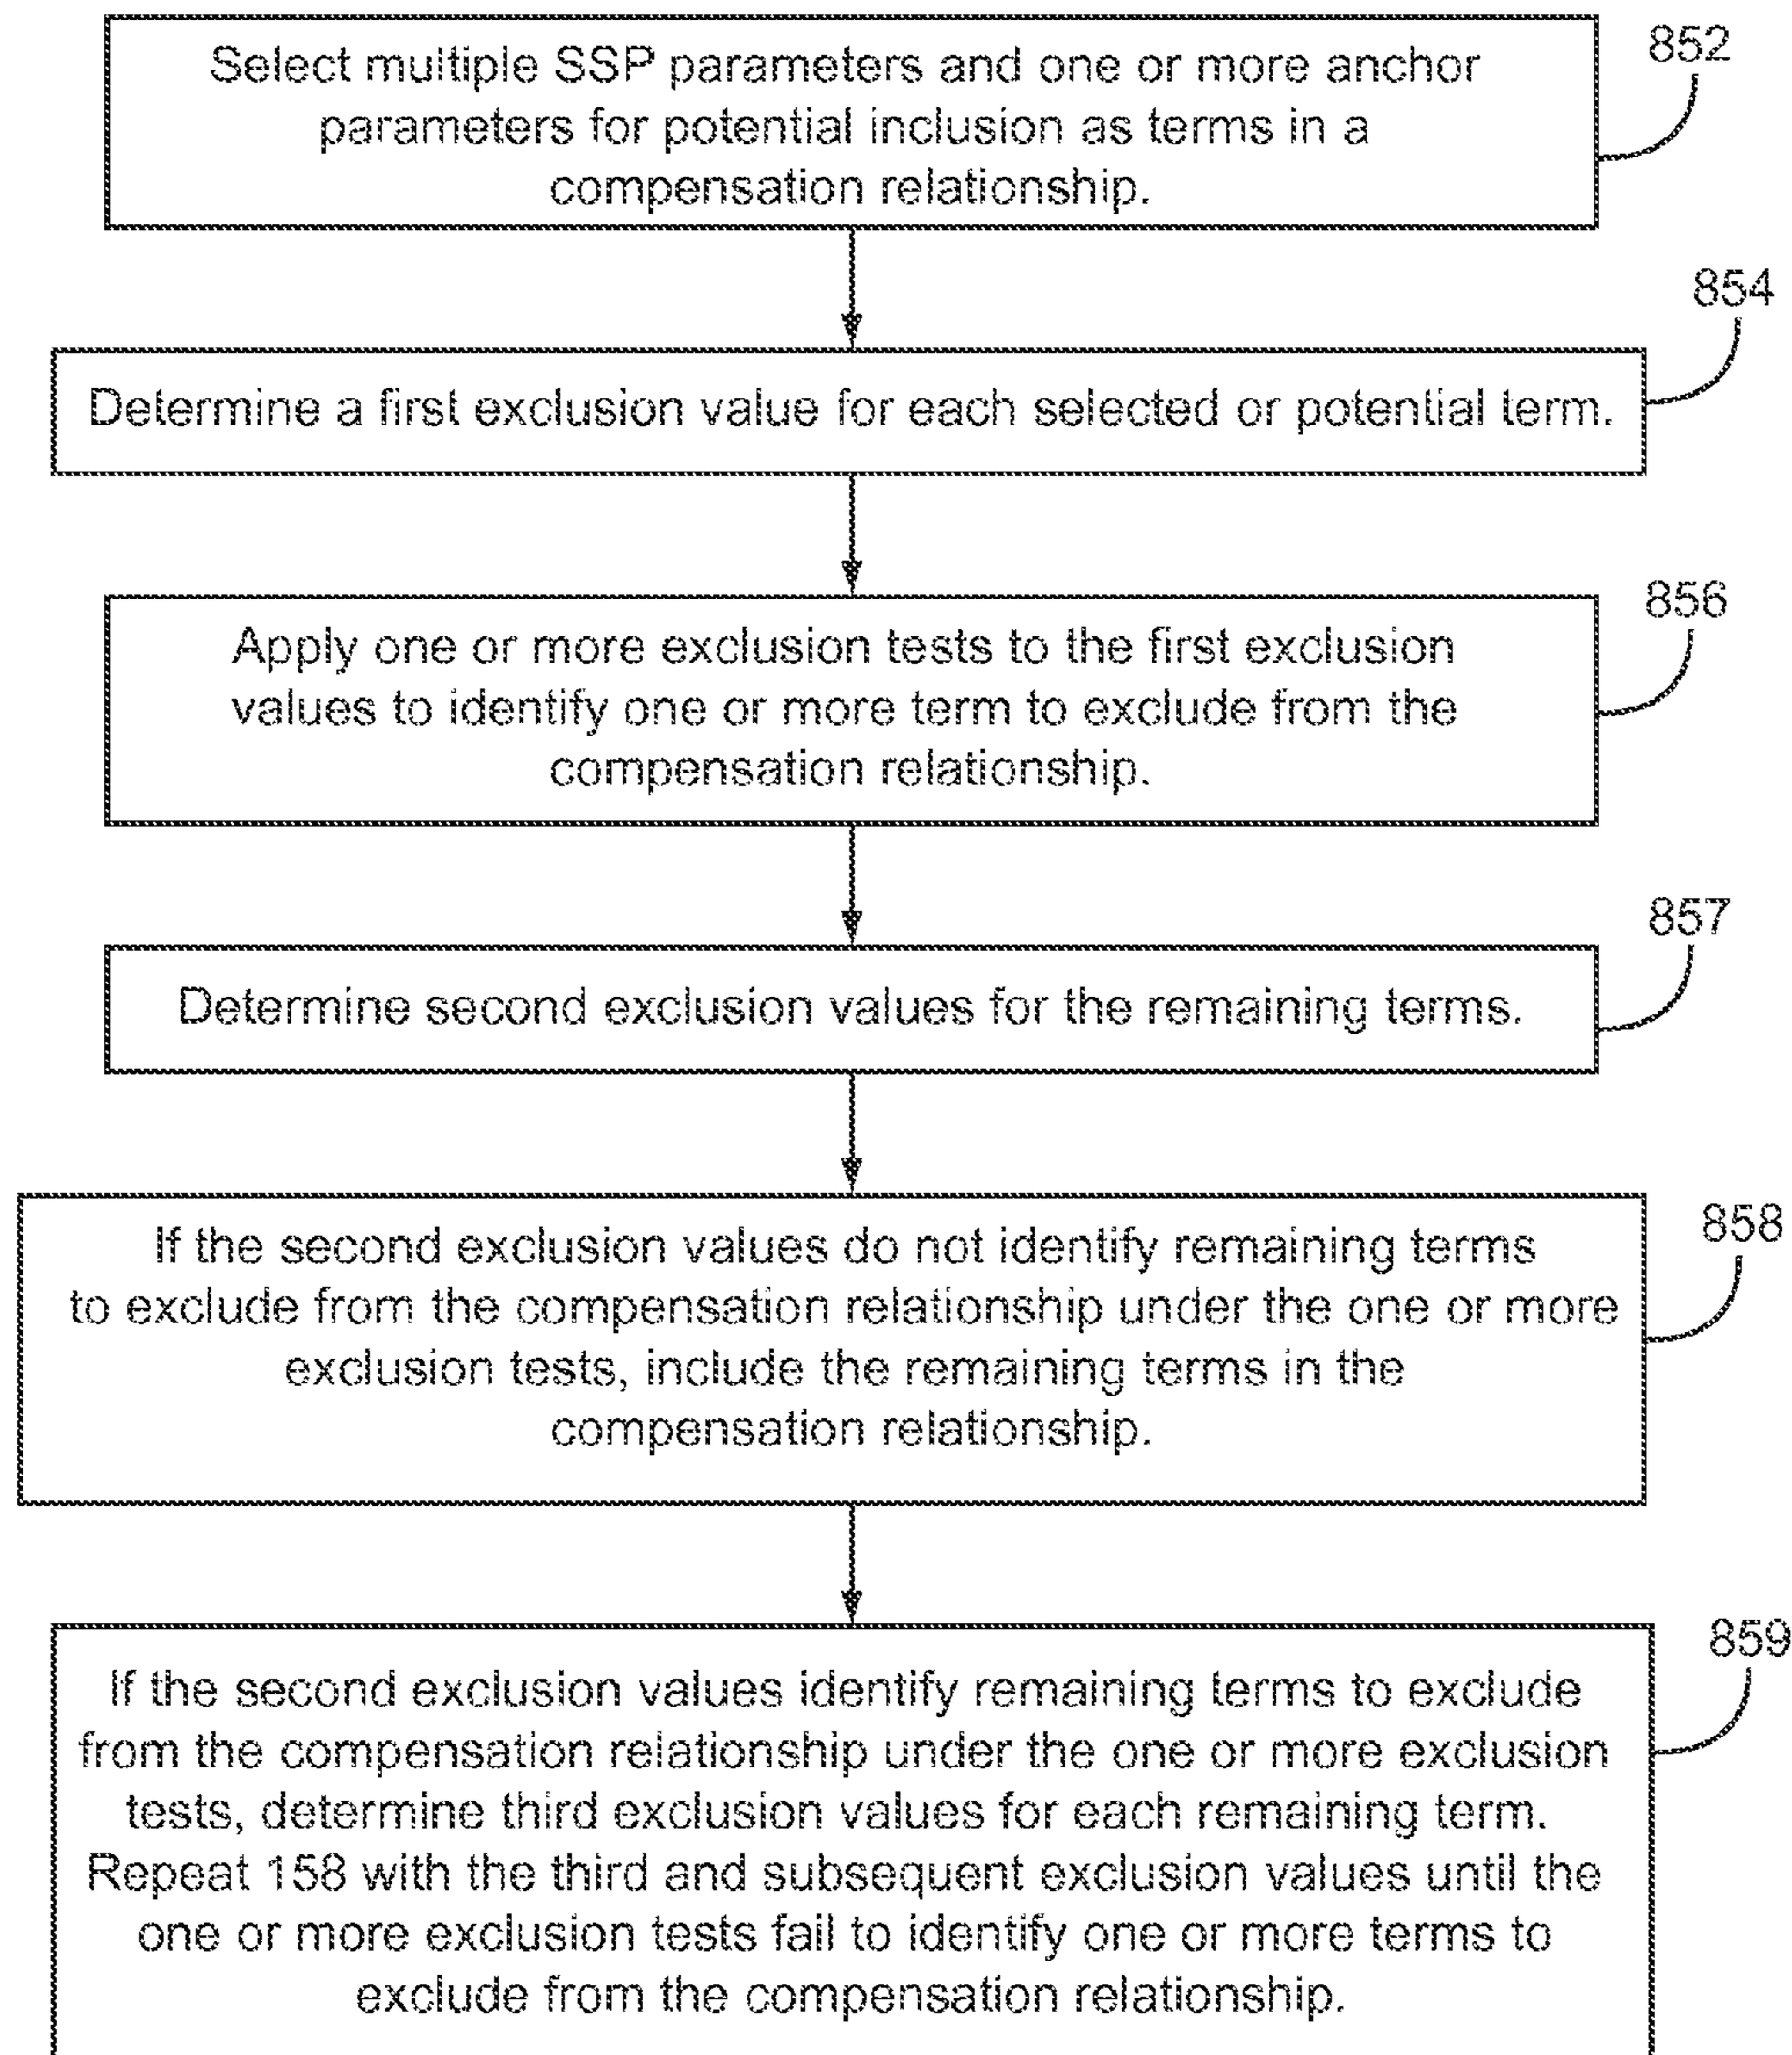 Select multiple SSP parameters and one or more anchor
parameters for potential inclusion as terms in a
compensation relationship.
852
854
Determine a first exclusion value for each selected or potential term.
856
Apply one or more exclusion tests to the first exclusion
values to identify one or more term to exclude from the
compensation relationship.
857
Determine second exclusion values for the remaining terms.
858
If the second exclusion values do not identify remaining terms
to exclude from the compensation relationship under the one or more
exclusion tests, include the remaining terms in the
compensation relationship.
859
If the second exclusion values identify remaining terms to exclude
from the compensation relationship under the one or more exclusion
tests, determine third exclusion values for each remaining term.
Repeat 158 with the third and subsequent exclusion values until the
one or more exclusion tests fail to identify one or more terms to
exclude from the compensation relationship.